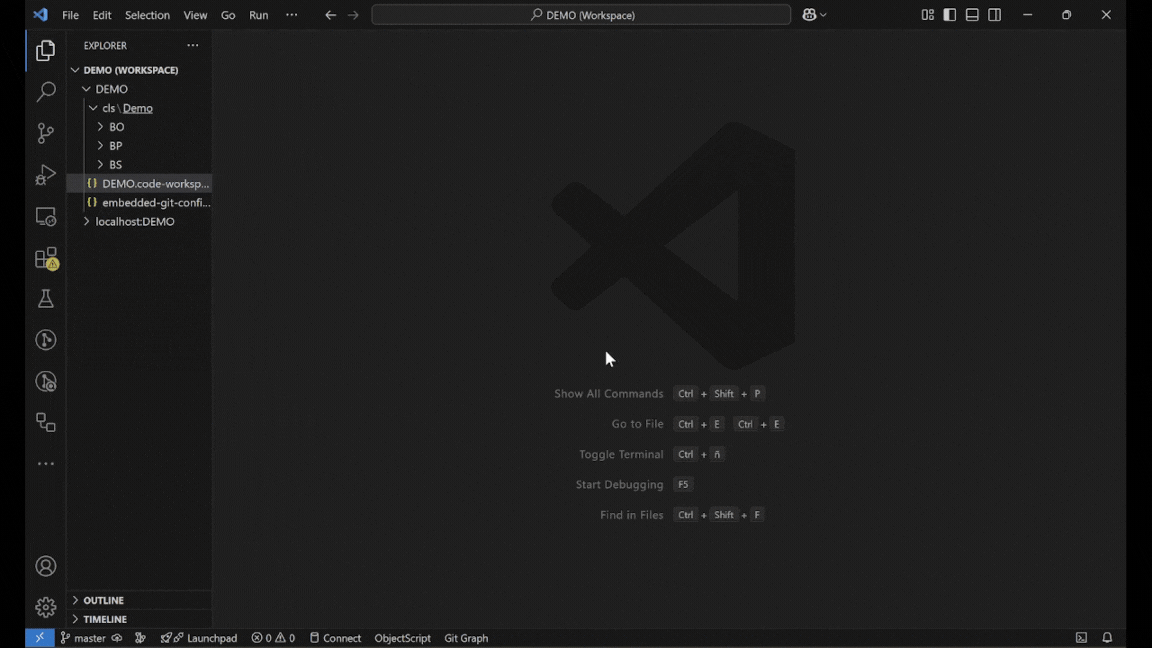 File Edit Selection View Go Run ··· DEMO (Workspace)
EXPLORER ···
DEMO (WORKSPACE)
DEMO
cls\Demo
BO
BP
BS
{} DEMO.code-worksp...
{} embedded-git-confi...
localhost:DEMO
Show All Commands Ctrl + Shift + P
Go to File Ctrl + E Ctrl + E
Toggle Terminal Ctrl + ñ
Start Debugging F5
Find in Files Ctrl + Shift + F
OUTLINE
TIMELINE
master Launchpad 0 0 Connect ObjectScript Git Graph